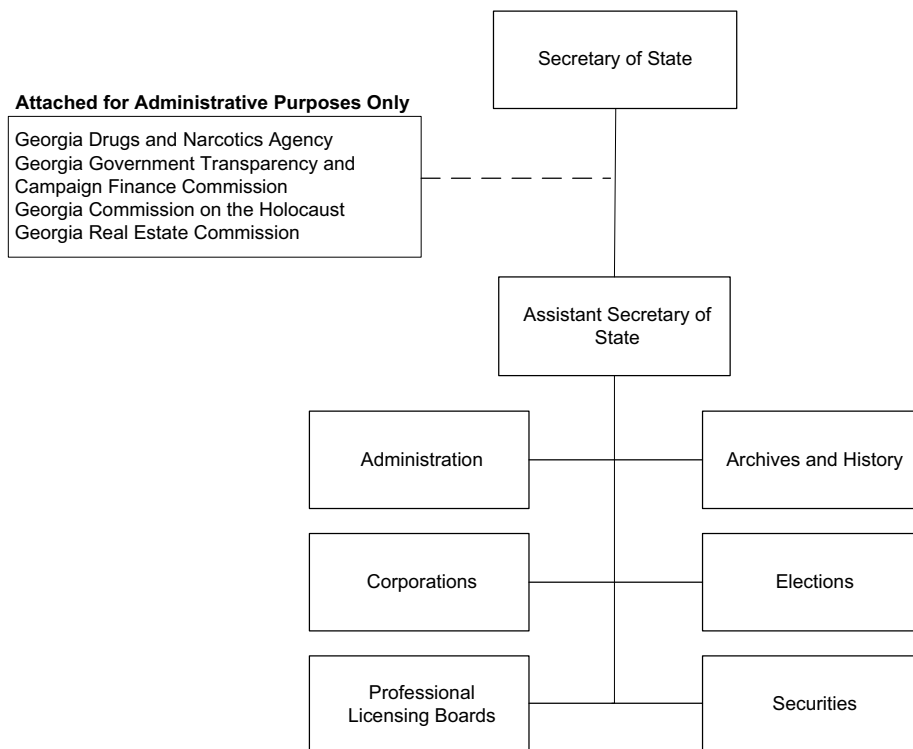 Secretary of State
Attached for Administrative Purposes Only
Georgia Drugs and Narcotics Agency
Georgia Government Transparency and
Campaign Finance Commission
Georgia Commission on the Holocaust
Georgia Real Estate Commission
Assistant Secretary of
State
Administration
Archives and History
Corporations
Elections
Professional
Licensing Boards
Securities